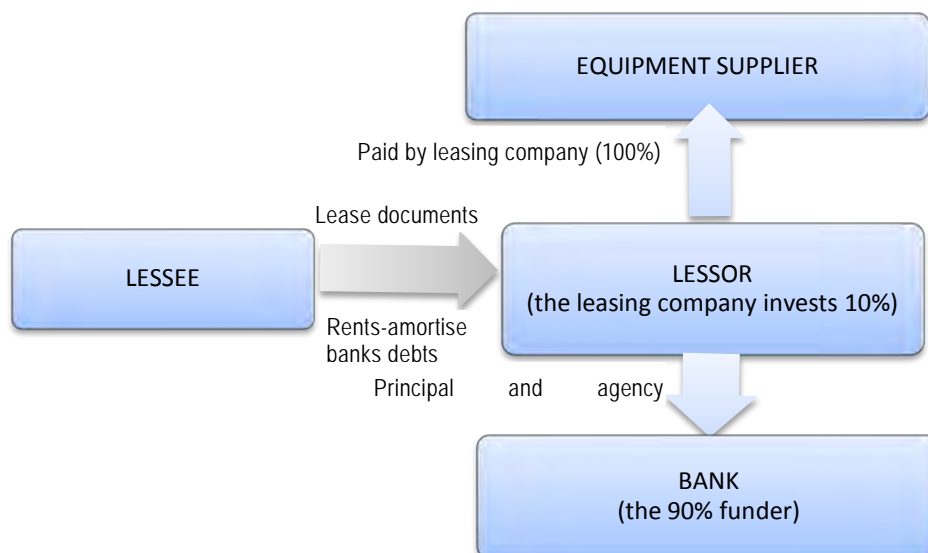 EQUIPMENT SUPPLIER
Paid by leasing company (100%)
Lease documents
LESSEE
LESSOR
(the leasing company invests 10%)
Rents-amortise
banks debts
Principal and agency
BANK
(the 90% funder)